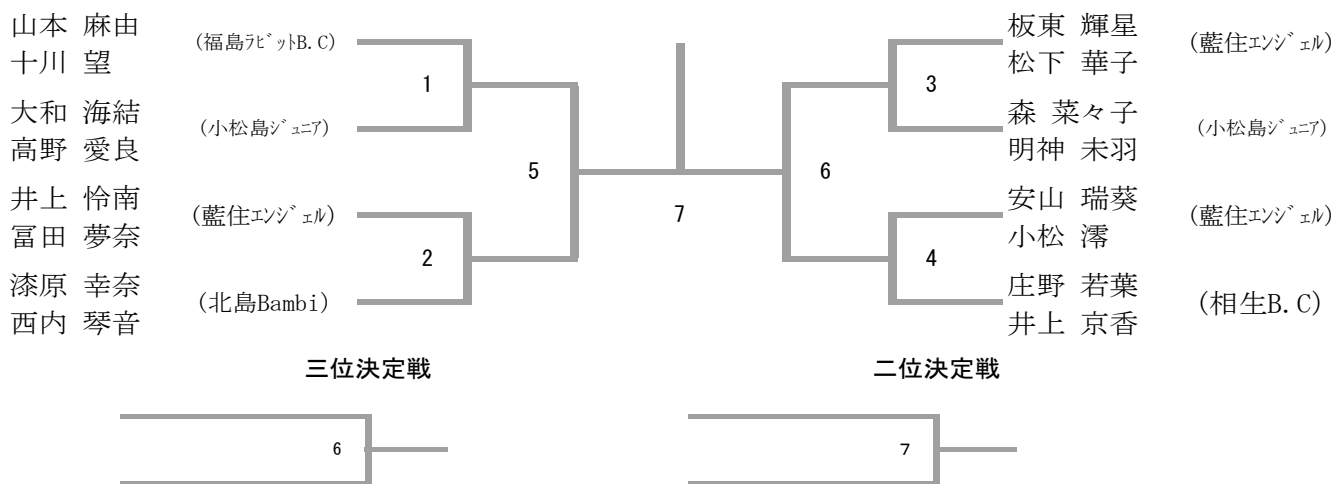 山本 麻由
十川 望
(福島ﾗﾋﾞｯﾄB.C)
大和 海結
高野 愛良
(小松島ｼﾞｭﾆｱ)
井上 怜南
冨田 夢奈
(藍住ｴﾝｼﾞｪﾙ)
漆原 幸奈
西内 琴音
(北島Bambi)
1
2
5
7
6
3
4
板東 輝星
松下 華子
(藍住ｴﾝｼﾞｪﾙ)
森 菜々子
明神 未羽
(小松島ｼﾞｭﾆｱ)
安山 瑞葵
小松 澪
(藍住ｴﾝｼﾞｪﾙ)
庄野 若葉
井上 京香
(相生B.C)
三位決定戦
6
二位決定戦
7